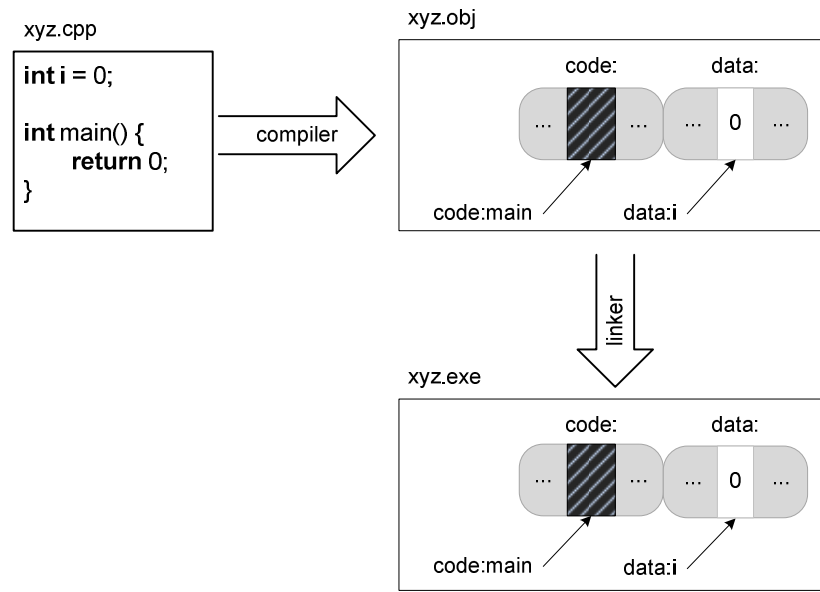 xyz.cpp
int i = 0;
int main() {
return 0;
}
compiler
xyz.obj
code: data:
... ... ... 0 ...
code:main data:i
linker
xyz.exe
code: data:
... ... ... 0 ...
code:main data:i